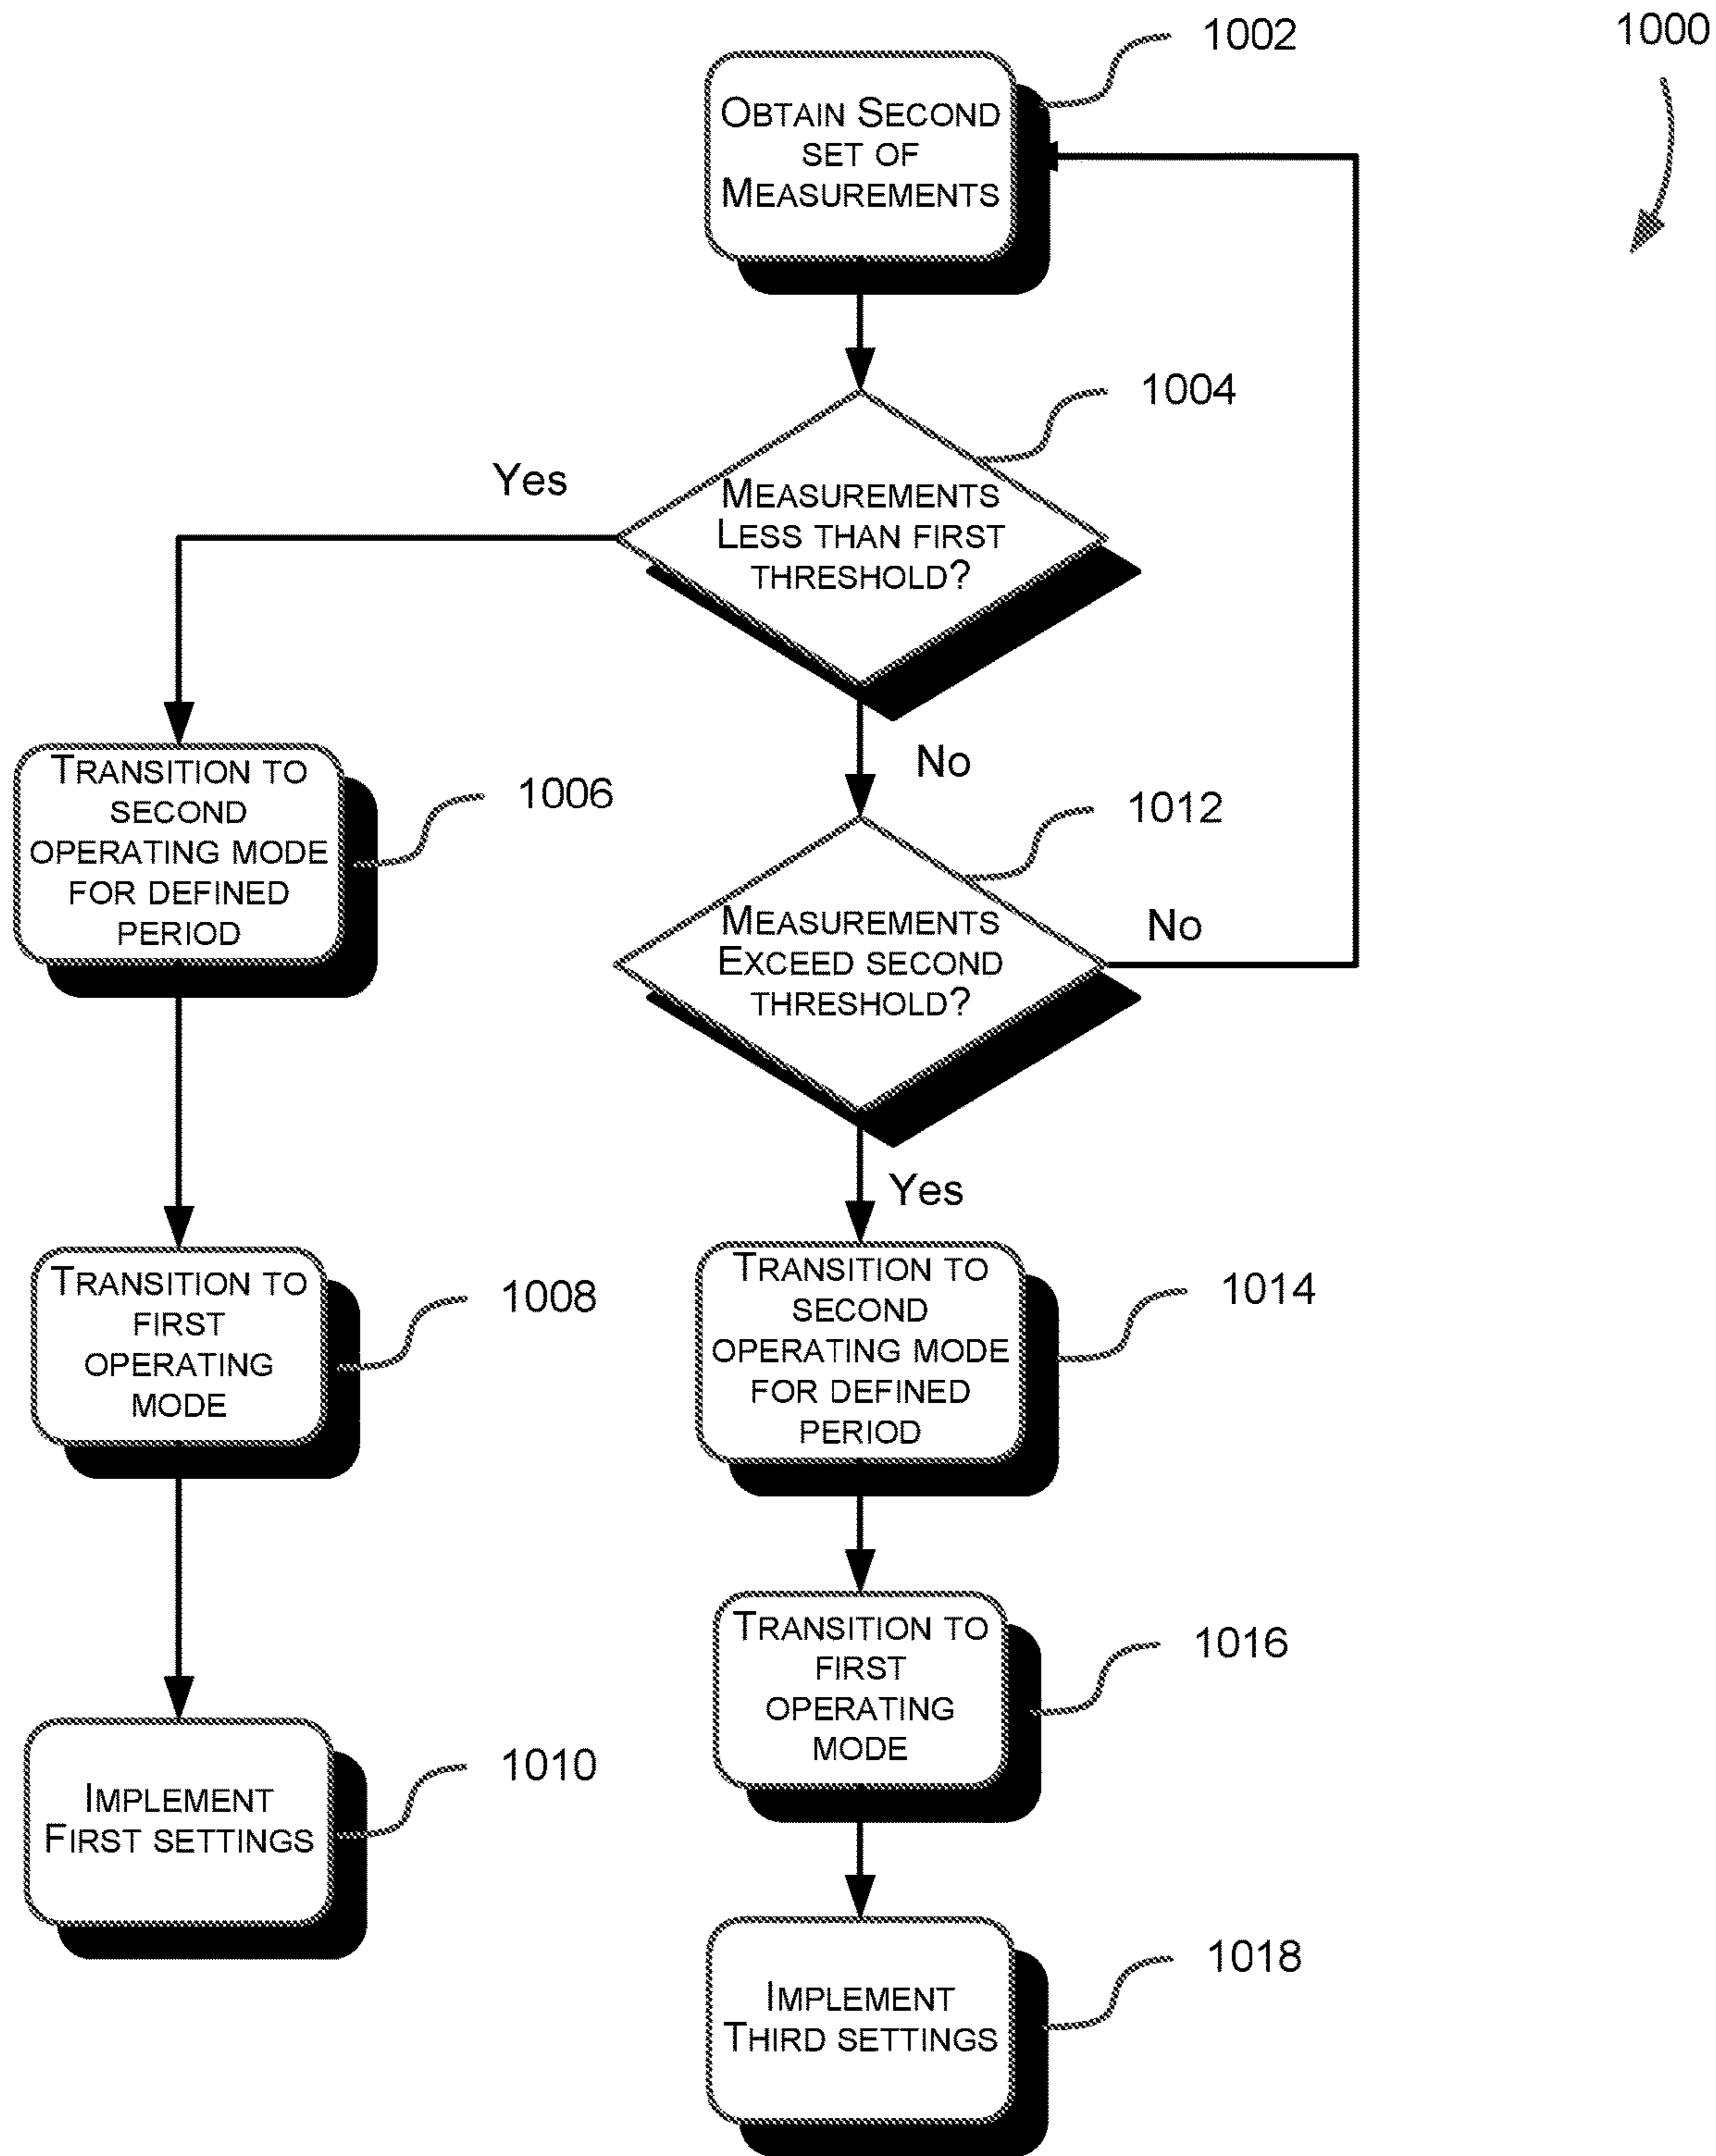 1000
1002
OBTAIN SECOND
SET OF
MEASUREMENTS
1004
MEASUREMENTS
LESS THAN FIRST
THRESHOLD?
Yes
No
TRANSITION TO
SECOND
OPERATING MODE
FOR DEFINED
PERIOD
1006
1012
MEASUREMENTS
EXCEED SECOND
THRESHOLD?
No
Yes
TRANSITION TO
FIRST
OPERATING
MODE
1008
TRANSITION TO
SECOND
OPERATING MODE
FOR DEFINED
PERIOD
1014
TRANSITION TO
FIRST
OPERATING
MODE
1016
IMPLEMENT
FIRST SETTINGS
1010
IMPLEMENT
THIRD SETTINGS
1018